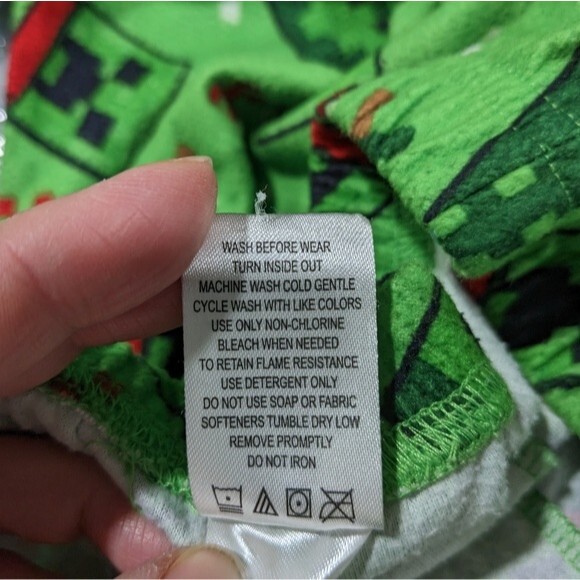 WASH BEFORE WEAR
TURN INSIDE OUT
MACHINE WASH COLD GENTLE
CYCLE WASH WITH LIKE COLORS
USE ONLY NON-CHLORINE
BLEACH WHEN NEEDED
TO RETAIN FLAME RESISTANCE
USE DETERGENT ONLY
DO NOT USE SOAP OR FABRIC
SOFTENERS TUMBLE DRY LOW
REMOVE PROMPTLY
DO NOT IRON